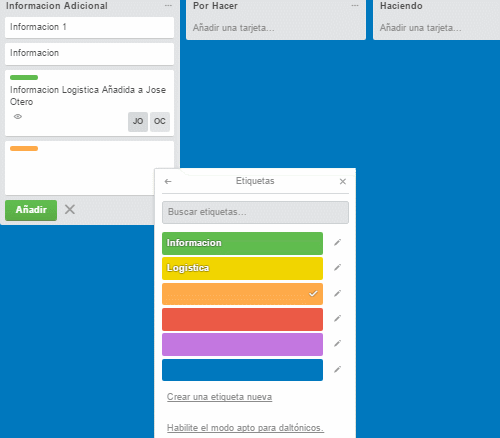 Informacion Adicional
Informacion 1
Informacion
Informacion Logistica Añadida a Jose
Otero
JO OC
Añadir
Por Hacer
Añadir una tarjeta...
Haciendo
Añadir una tarjeta...
Etiquetas
Buscar etiquetas...
Informacion
Logistica
Crear una etiqueta nueva
Habilite el modo apto para daltónicos.